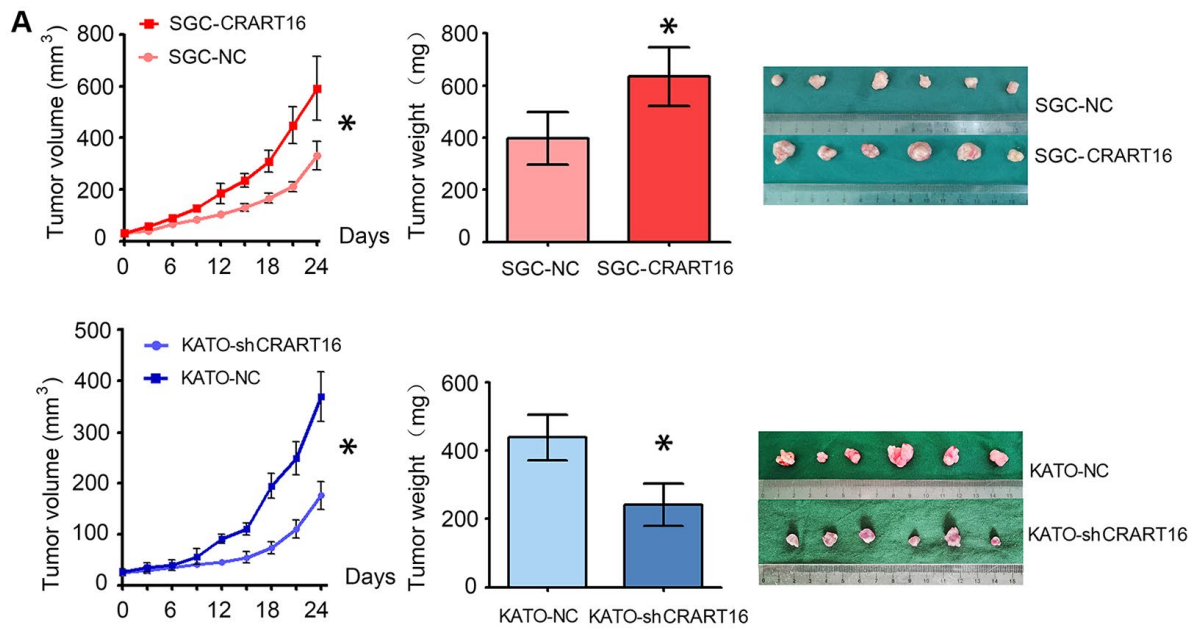 A
SGC-CRART16
SGC-NC
Tumor volume (mm³)
800
600
400
200
0
0 6 12 18 24
Days
*
Tumor weight (mg)
800
600
400
200
0
*
SGC-NC SGC-CRART16
SGC-NC
SGC-CRART16
KATO-shCRART16
KATO-NC
Tumor volume (mm³)
500
400
300
200
100
0
0 6 12 18 24
Days
*
Tumor weight (mg)
600
400
200
0
*
KATO-NC KATO-shCRART16
KATO-NC
KATO-shCRART16